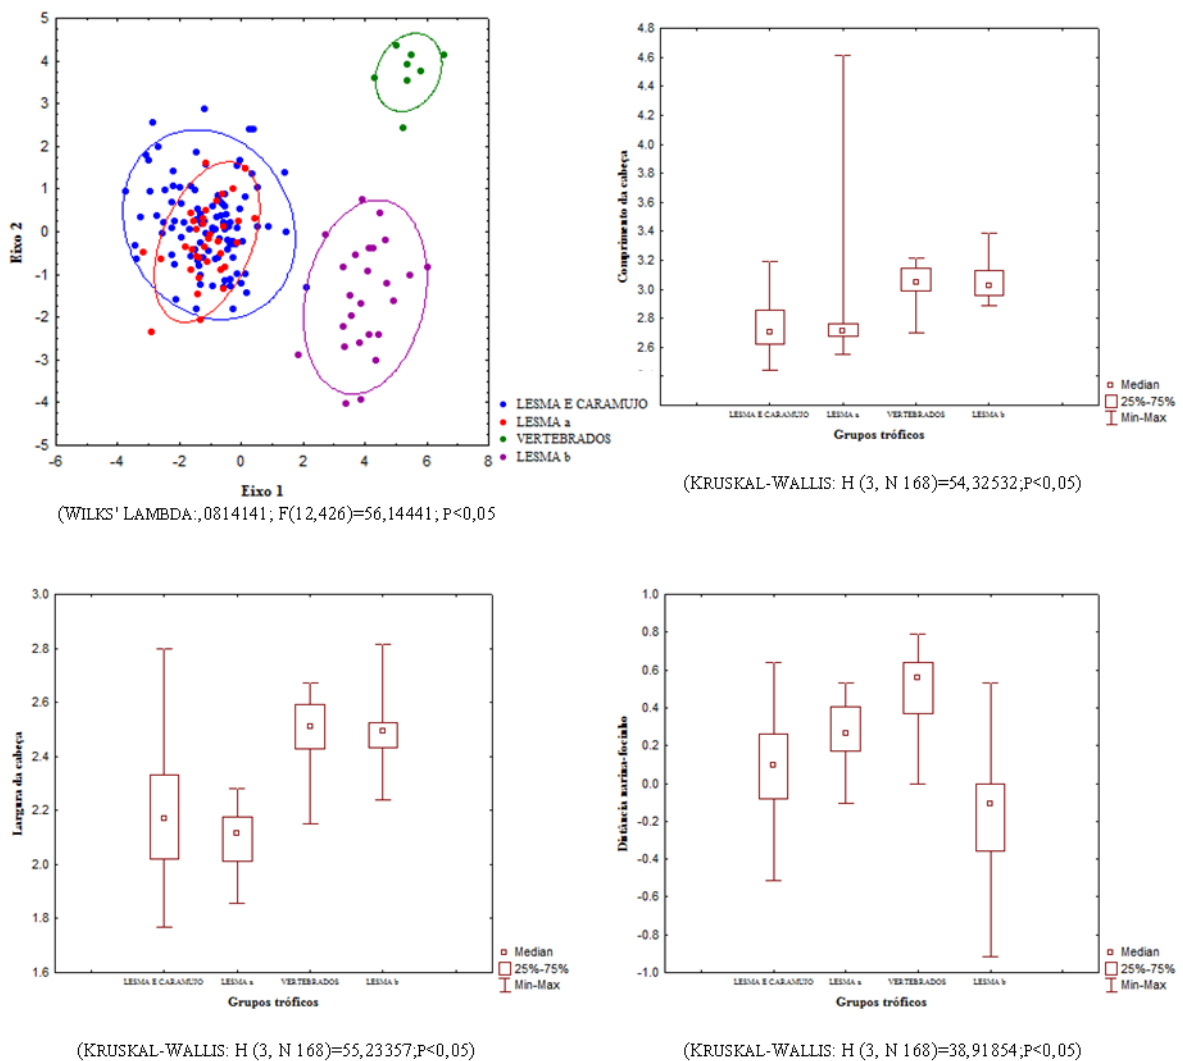 5
4
3
2
1
0
-1
-2
-3
-4
-5
Eixo 2
-6 -4 -2 0 2 4 6 8
Eixo 1
LESMA E CARAMUJO
LESMA a
VERTEBRADOS
LESMA b
(WILKS' LAMBDA:,0814141; F(12,426)=56,14441; P<0,05
4.8
4.6
4.4
4.2
4.0
3.8
3.6
3.4
3.2
3.0
2.8
2.6
Comprimento da cabeça
LESMA E CARAMUJO LESMA a VERTEBRADOS LESMA b
Grupos tróficos
Median
25%-75%
Min-Max
(KRUSKAL-WALLIS: H (3, N 168)=54,32532;P<0,05)
3.0
2.8
2.6
2.4
2.2
2.0
1.8
1.6
Largura da cabeça
LESMA E CARAMUJO LESMA a VERTEBRADOS LESMA b
Grupos tróficos
Median
25%-75%
Min-Max
(KRUSKAL-WALLIS: H (3, N 168)=55,23357;P<0,05)
1.0
0.8
0.6
0.4
0.2
0.0
-0.2
-0.4
-0.6
-0.8
-1.0
Distância narina-focinho
LESMA E CARAMUJO LESMA a VERTEBRADOS LESMA b
Grupos tróficos
Median
25%-75%
Min-Max
(KRUSKAL-WALLIS: H (3, N 168)=38,91854;P<0,05)